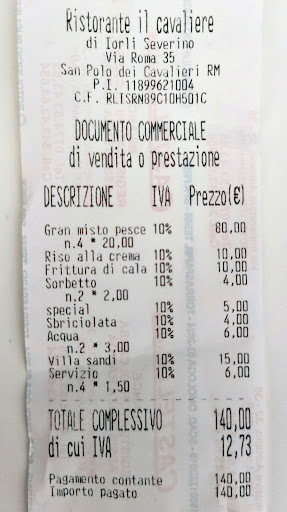 Ristorante il cavaliere
di Iorli Severino
Via Roma 35
San Polo dei Cavalieri RM
P.I. 11899621004
C.F. RLISRN89C10H501C
DOCUMENTO COMMERCIALE
di vendita o prestazione
DESCRIZIONE IVA Prezzo(€)
Gran misto pesce 10% 80,00
n.4 * 20,00
Riso alla crema 10% 10,00
Frittura di cala 10% 10,00
Sorbetto 10% 4,00
n.2 * 2,00
special 10% 5,00
Sbriciolata 10% 4,00
Acqua 10% 6,00
n.2 * 3,00
Villa sandi 10% 15,00
Servizio 10% 6,00
n.4 * 1,50
TOTALE COMPLESSIVO 140,00
di cui IVA 12,73
Pagamento contante 140,00
Importo pagato 140,00